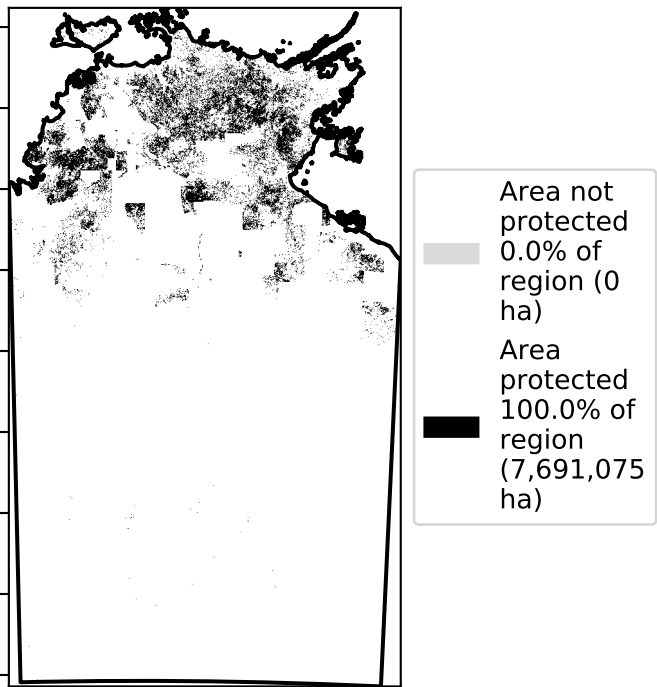 Area not
protected
0.0% of
region (0
ha)
Area
protected
100.0% of
region
(7,691,075
ha)